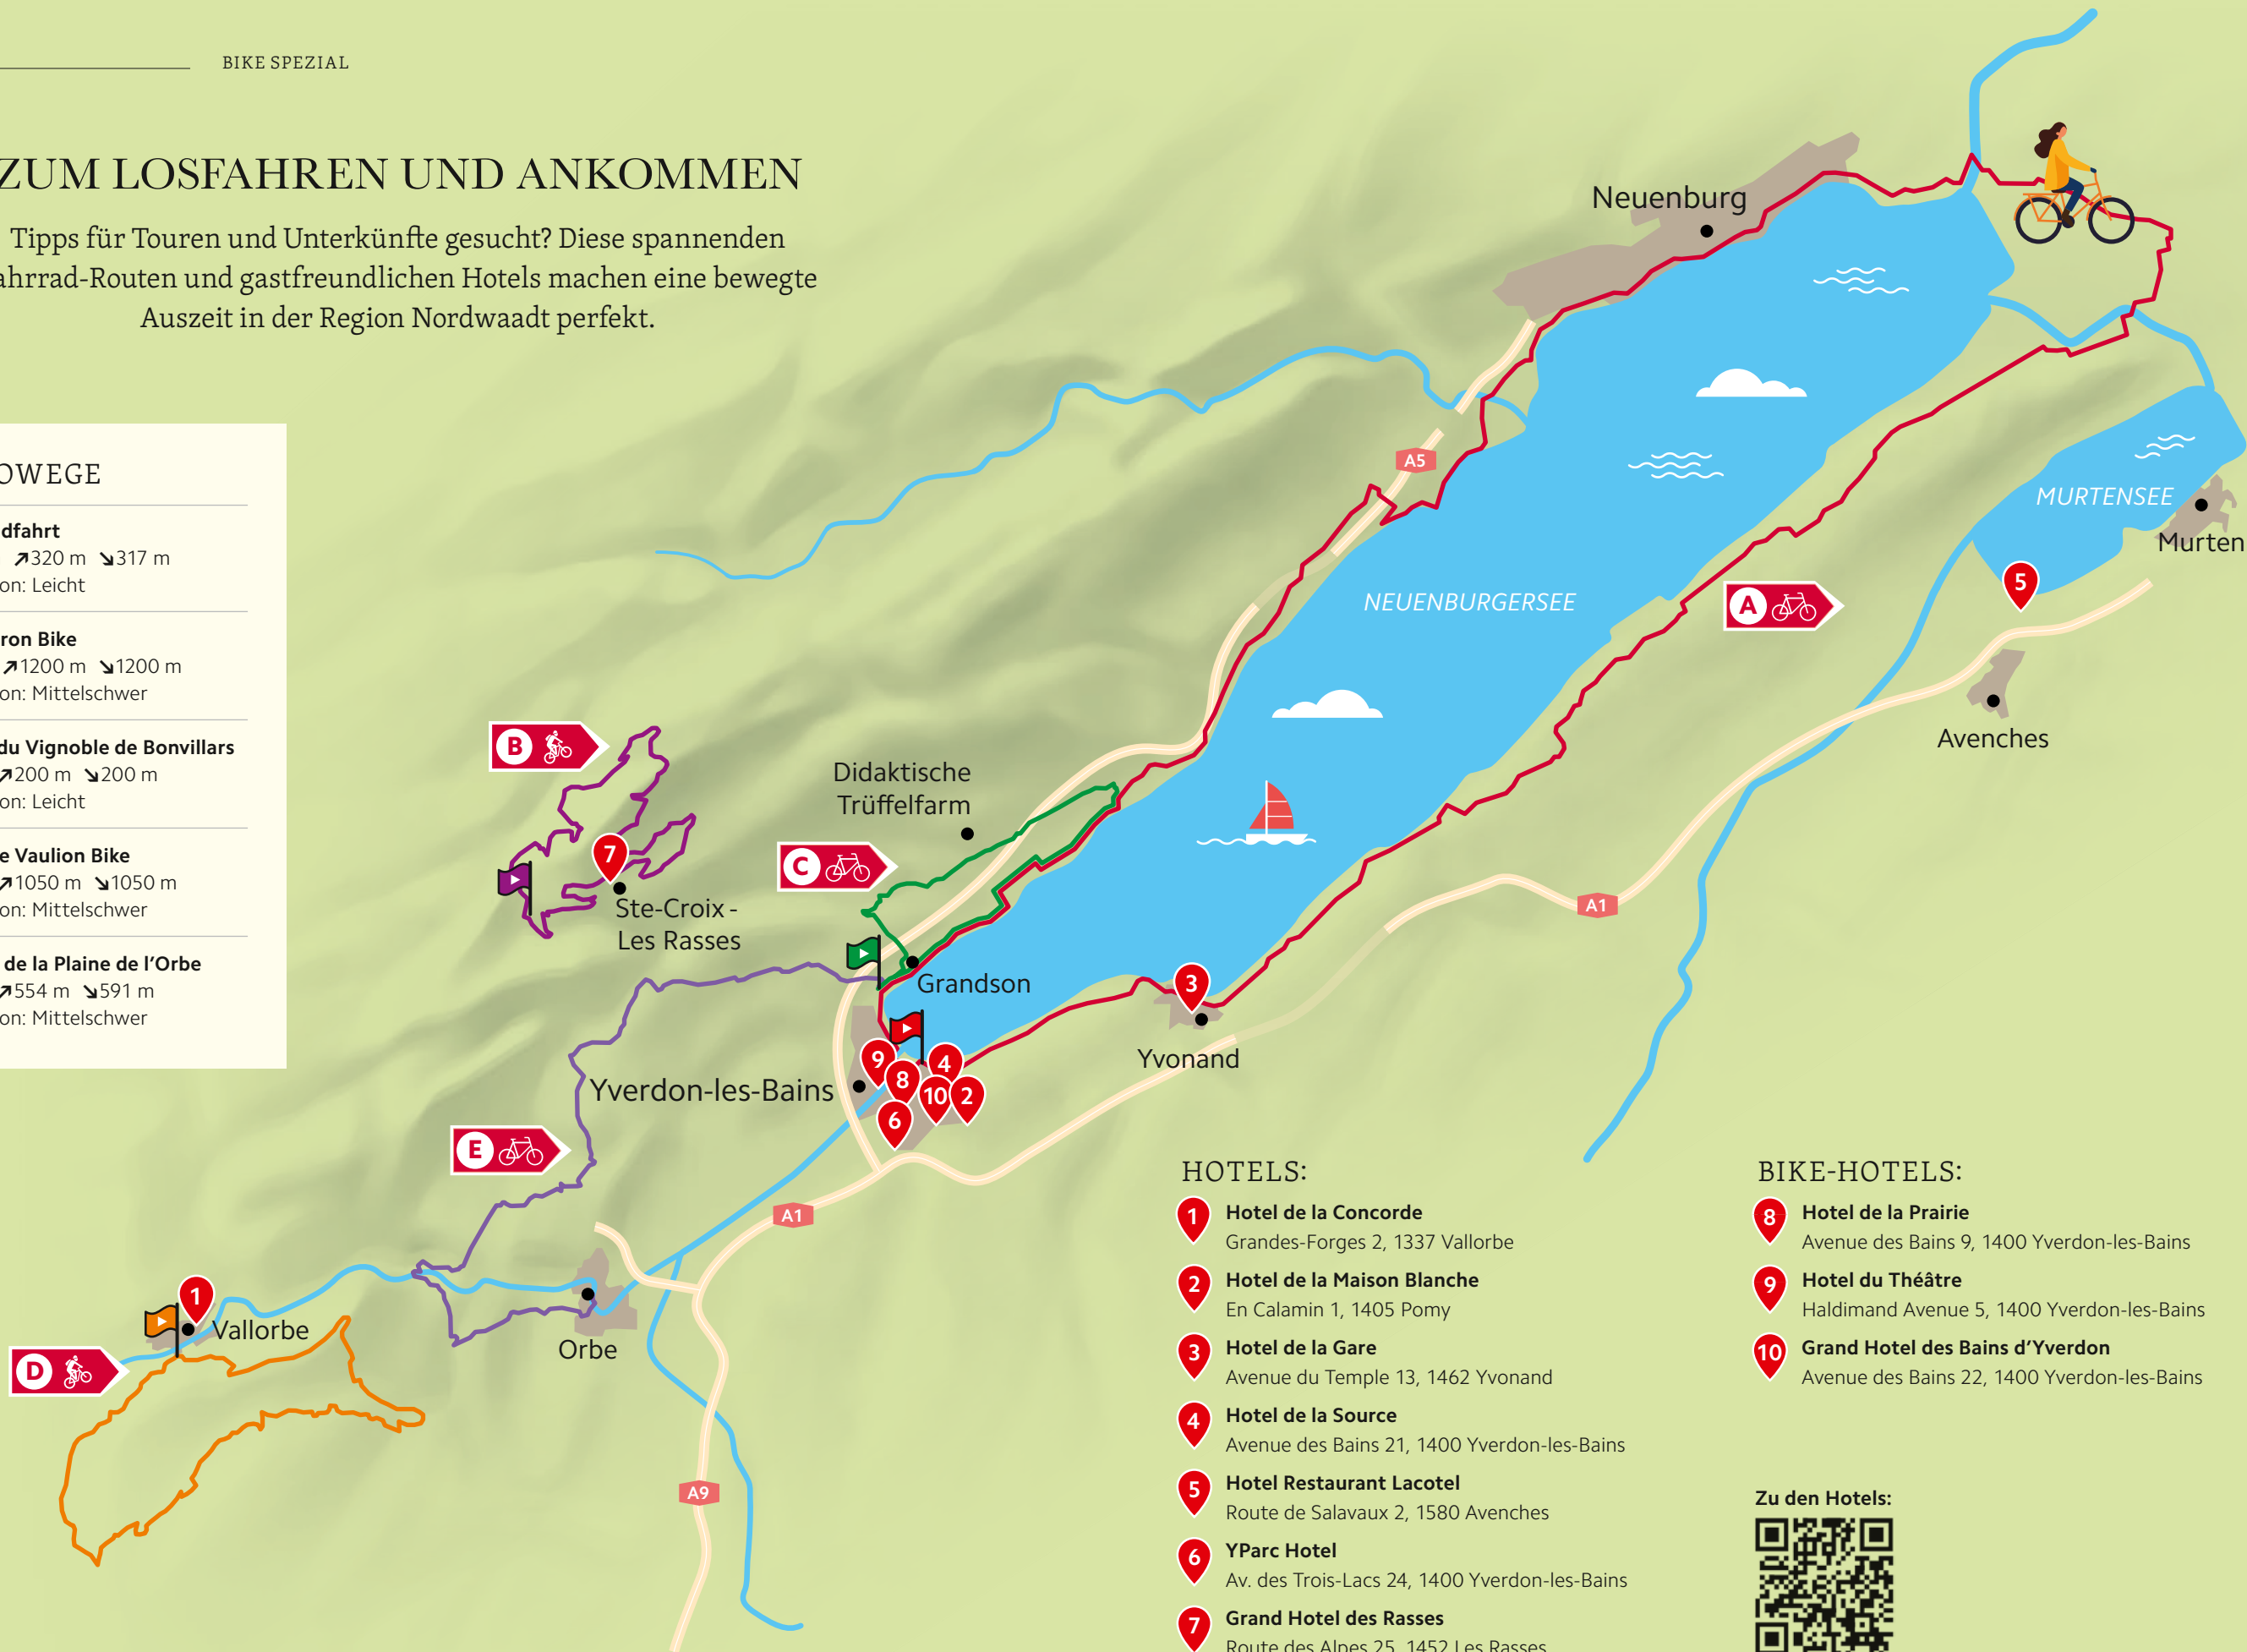 BIKE SPEZIAL
ZUM LOSFAHREN UND ANKOMMEN
Tipps für Touren und Unterkünfte gesucht? Diese spannenden
ahrrad-Routen und gastfreundlichen Hotels machen eine bewegte
Auszeit in der Region Nordwaadt perfekt.
OWEGE
dfahrt
↗320 m ↘317 m
on: Leicht
ron Bike
↗1200 m ↘1200 m
on: Mittelschwer
du Vignoble de Bonvillars
↗200 m ↘200 m
on: Leicht
e Vaulion Bike
↗1050 m ↘1050 m
on: Mittelschwer
de la Plaine de l'Orbe
↗554 m ↘591 m
on: Mittelschwer
Neuenburg
A5
MURTENSEE
Murten
NEUENBURGERSEE
A
5
Avenches
B
Didaktische
Trüffelfarm
C
7
Ste-Croix -
Les Rasses
A1
Grandson
3
Yvonand
9
4
8
10
2
6
Yverdon-les-Bains
E
A1
1
Vallorbe
D
Orbe
A9
HOTELS:
1
Hotel de la Concorde
Grandes-Forges 2, 1337 Vallorbe
2
Hotel de la Maison Blanche
En Calamin 1, 1405 Pomy
3
Hotel de la Gare
Avenue du Temple 13, 1462 Yvonand
4
Hotel de la Source
Avenue des Bains 21, 1400 Yverdon-les-Bains
5
Hotel Restaurant Lacotel
Route de Salavaux 2, 1580 Avenches
6
YParc Hotel
Av. des Trois-Lacs 24, 1400 Yverdon-les-Bains
7
Grand Hotel des Rasses
Route des Alpes 25, 1452 Les Rasses
BIKE-HOTELS:
8
Hotel de la Prairie
Avenue des Bains 9, 1400 Yverdon-les-Bains
9
Hotel du Théâtre
Haldimand Avenue 5, 1400 Yverdon-les-Bains
10
Grand Hotel des Bains d'Yverdon
Avenue des Bains 22, 1400 Yverdon-les-Bains
Zu den Hotels: